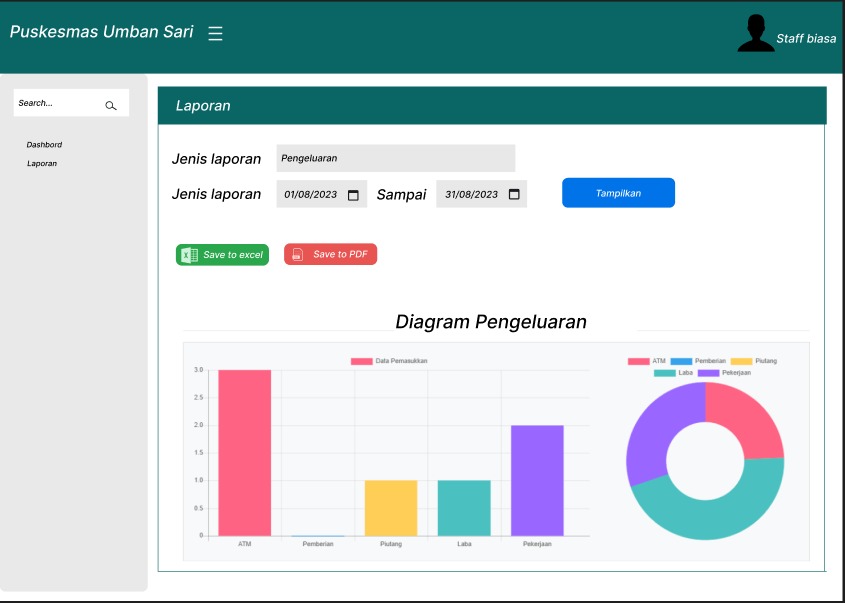 Puskesmas Umban Sari
Staff biasa
Search...
Dashbord
Laporan
Laporan
Jenis laporan Pengeluaran
Jenis laporan 01/08/2023 Sampai 31/08/2023 Tampilkan
Save to excel Save to PDF
Diagram Pengeluaran
Data Pemasukkan
3.0
2.5
2.0
1.5
1.0
0.5
0
ATM Pemberian Piutang Laba Pekerjaan
ATM Pemberian Piutang
Laba Pekerjaan